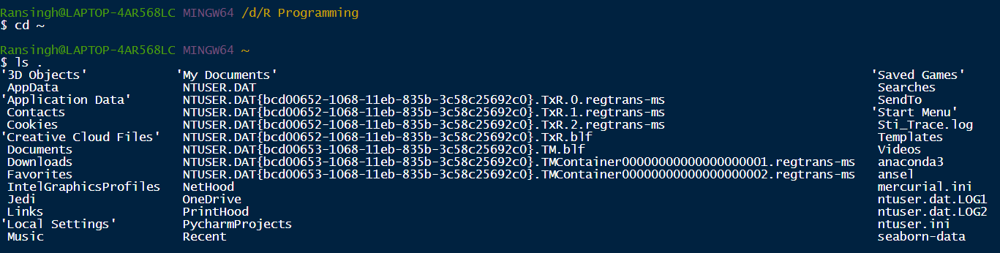 Ransingh@LAPTOP-4AR568LC MINGW64 /d/R Programming
$ cd ~
Ransingh@LAPTOP-4AR568LC MINGW64 ~
$ ls .
'3D Objects' 'My Documents' 'Saved Games'
AppData NTUSER.DAT Searches
'Application Data' NTUSER.DAT{bcd00652-1068-11eb-835b-3c58c25692c0}.TxR.0.regtrans-ms SendTo
Contacts NTUSER.DAT{bcd00652-1068-11eb-835b-3c58c25692c0}.TxR.1.regtrans-ms 'Start Menu'
Cookies NTUSER.DAT{bcd00652-1068-11eb-835b-3c58c25692c0}.TxR.2.regtrans-ms Sti_Trace.log
'Creative Cloud Files' NTUSER.DAT{bcd00652-1068-11eb-835b-3c58c25692c0}.TxR.blf Templates
Documents NTUSER.DAT{bcd00653-1068-11eb-835b-3c58c25692c0}.TM.blf Videos
Downloads NTUSER.DAT{bcd00653-1068-11eb-835b-3c58c25692c0}.TMContainer00000000000000000001.regtrans-ms anaconda3
Favorites NTUSER.DAT{bcd00653-1068-11eb-835b-3c58c25692c0}.TMContainer00000000000000000002.regtrans-ms ansel
IntelGraphicsProfiles NetHood mercurial.ini
Jedi OneDrive ntuser.dat.LOG1
Links PrintHood ntuser.dat.LOG2
'Local Settings' PycharmProjects ntuser.ini
Music Recent seaborn-data